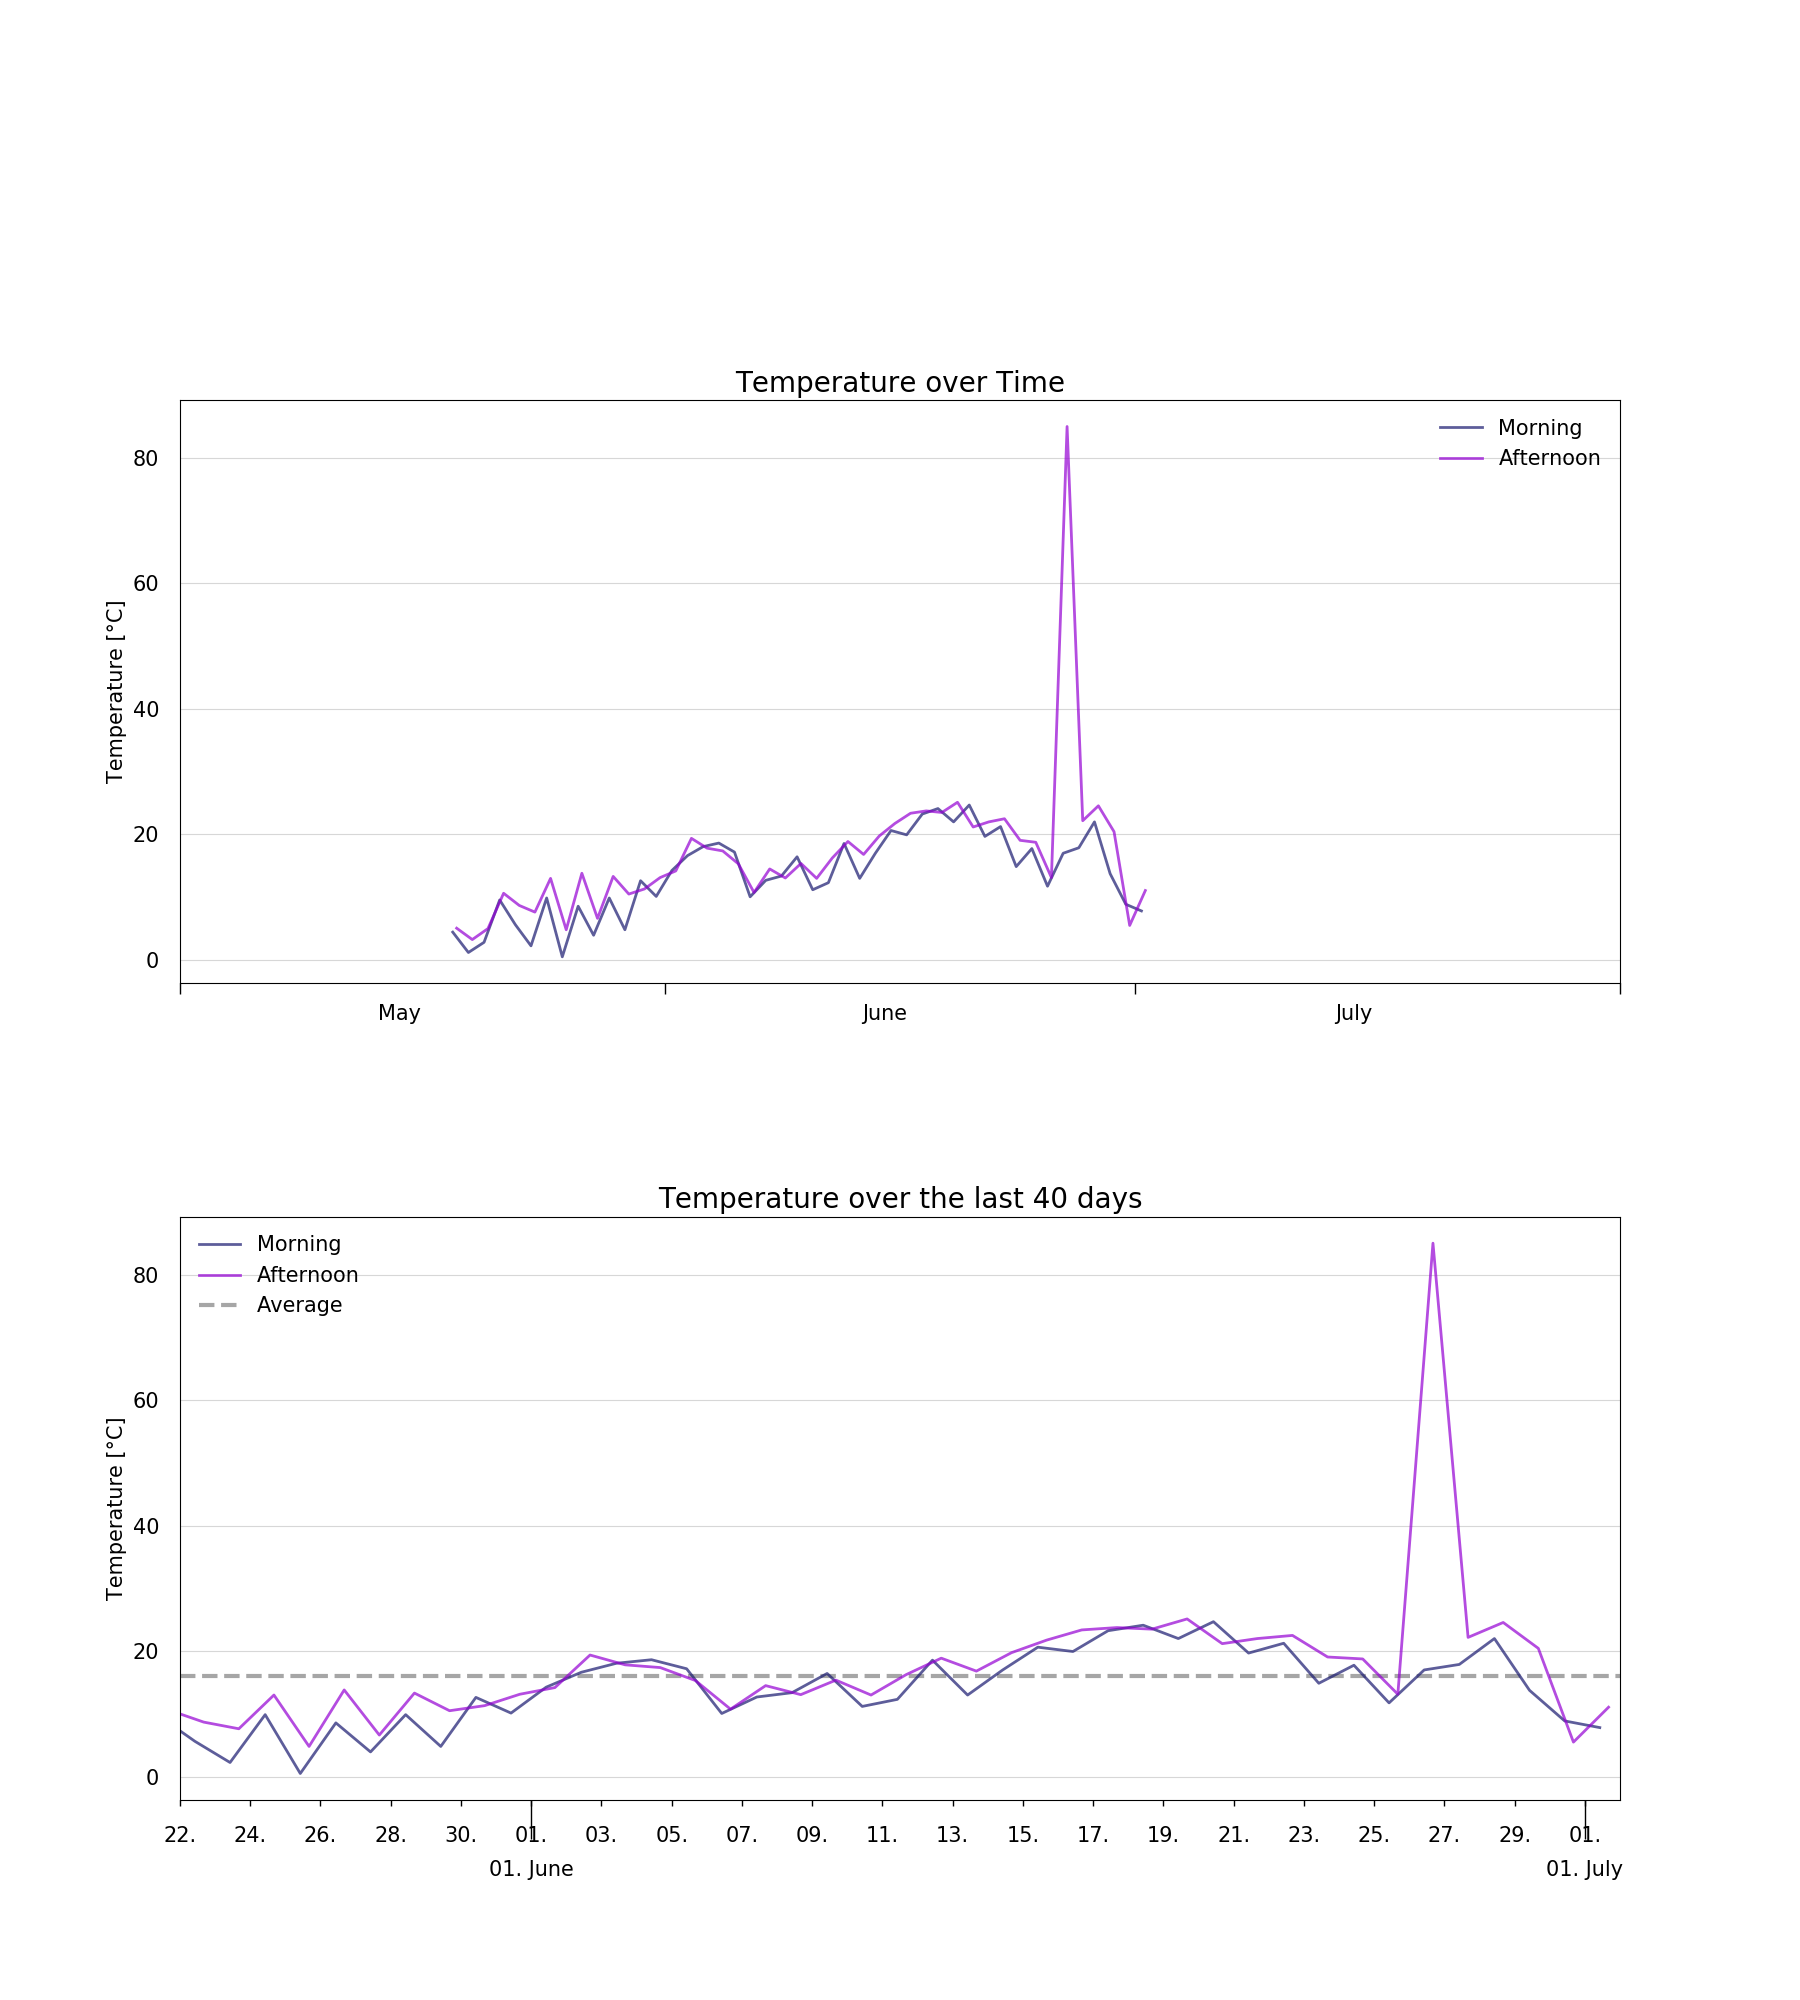 Temperature over Time
Morning
Afternoon
80
60
40
20
0
Temperature [°C]
May June July
Temperature over the last 40 days
Morning
Afternoon
Average
80
60
40
20
0
Temperature [°C]
22. 24. 26. 28. 30. 01. 03. 05. 07. 09. 11. 13. 15. 17. 19. 21. 23. 25. 27. 29. 01.
01. June 01. July